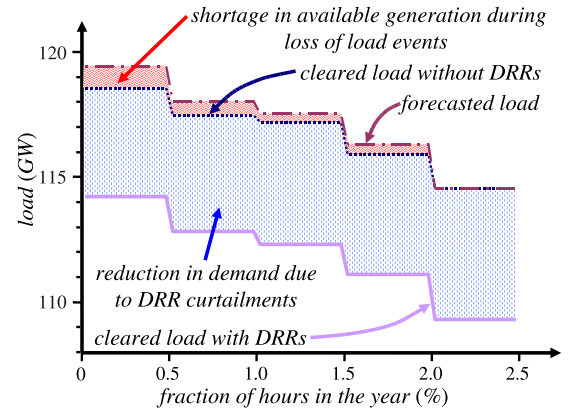 shortage in available generation during
loss of load events
120
cleared load without DRRs
forecasted load
load (GW)
115
reduction in demand due
to DRR curtailments
110
cleared load with DRRs
0
0.5
1.0
1.5
2.0
2.5
fraction of hours in the year (%)